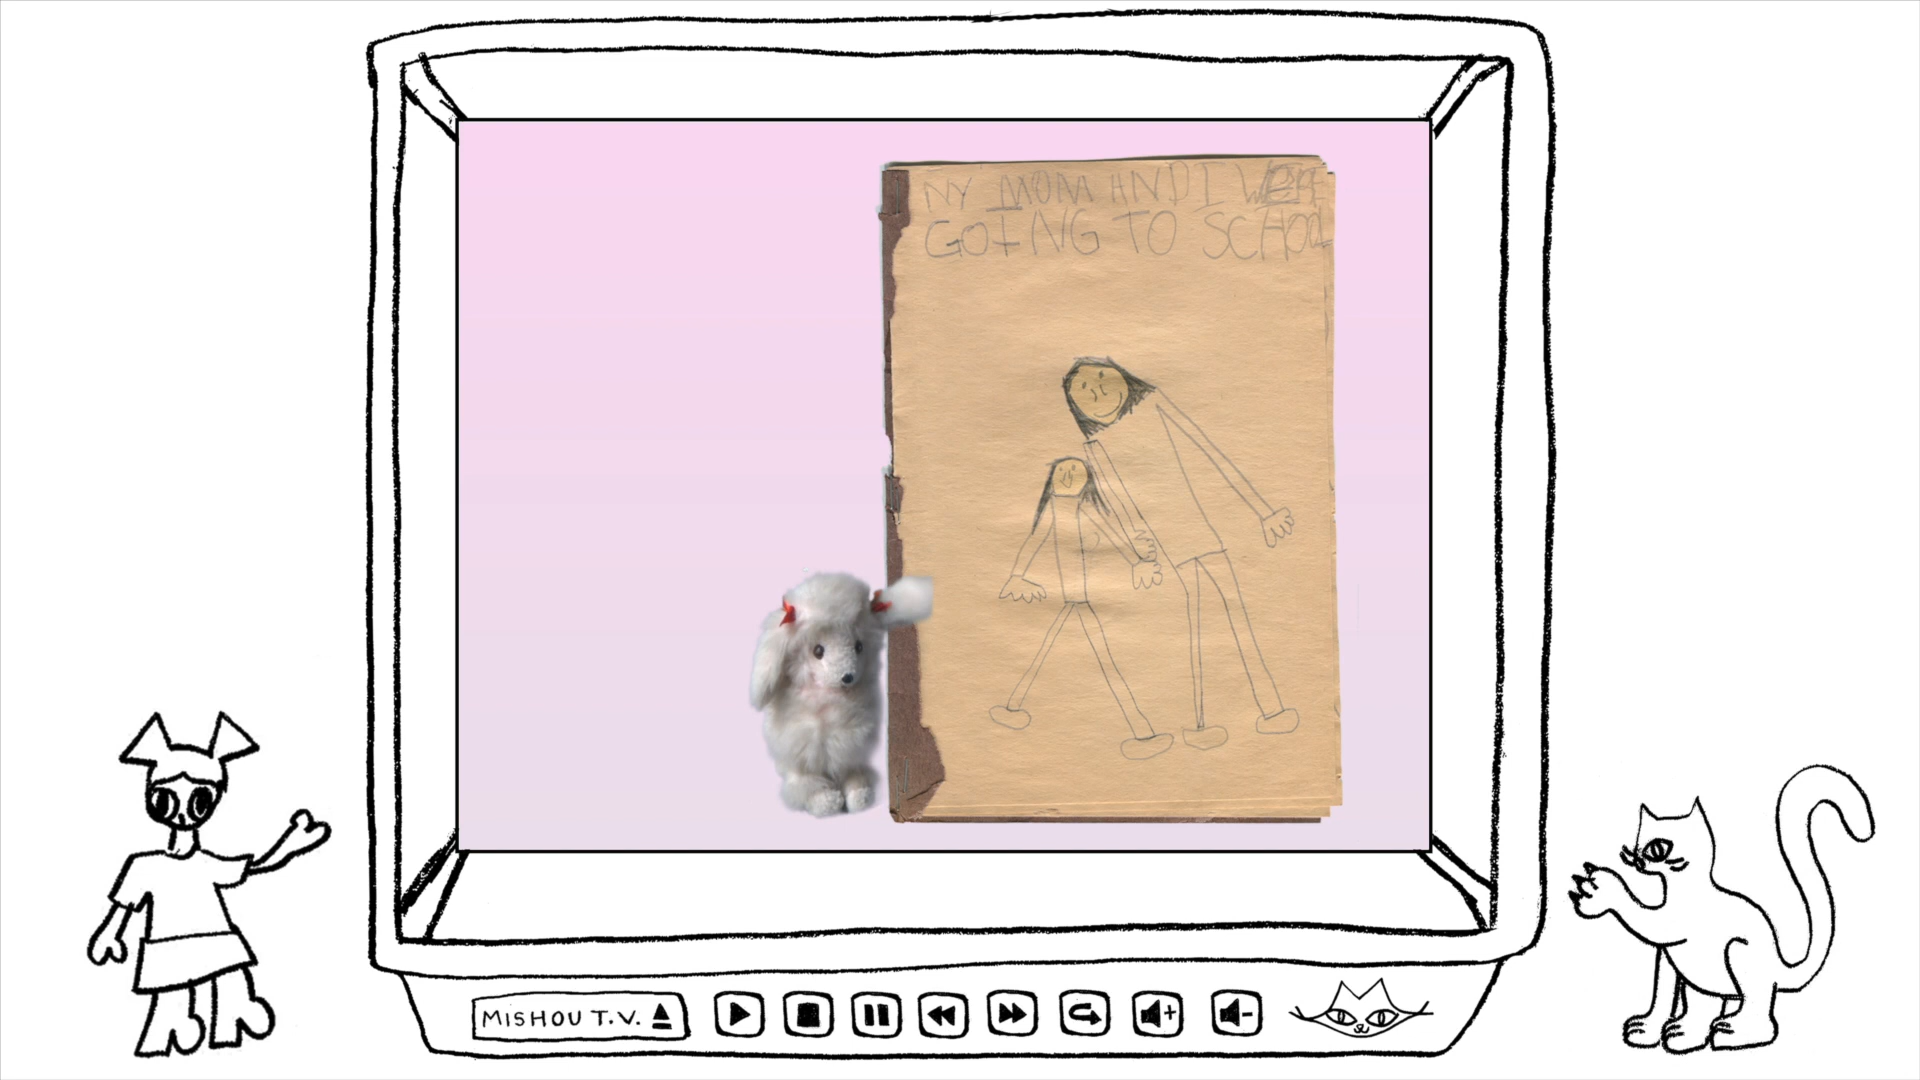 MY MOM AND I WERE
GOING TO SCHOOL
MISHOU T.V.
+
-